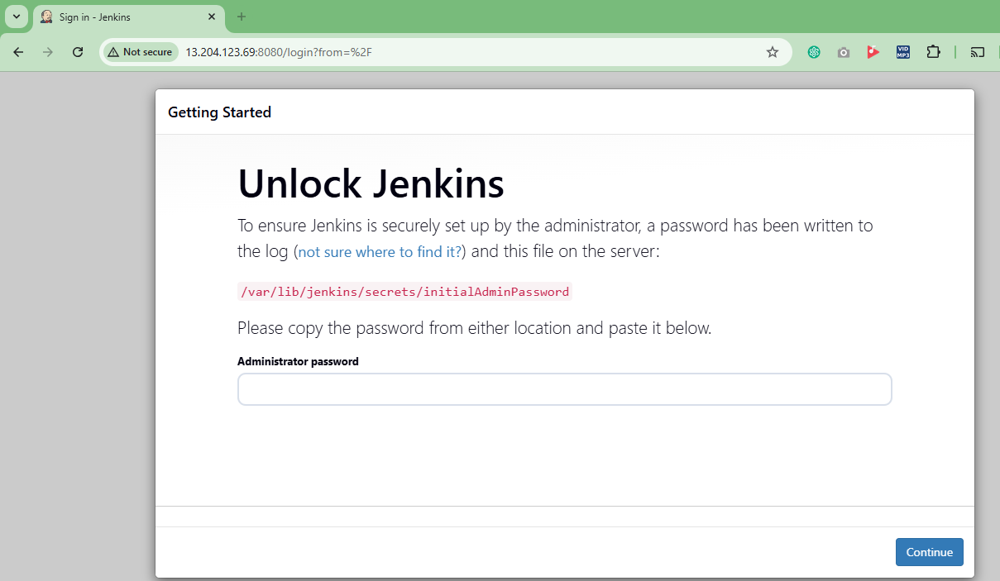 Sign in - Jenkins
Not secure
13.204.123.69:8080/login?from=%2F
VID
MP3
Getting Started
Unlock Jenkins
To ensure Jenkins is securely set up by the administrator, a password has been written to
the log (not sure where to find it?) and this file on the server:
/var/lib/jenkins/secrets/initialAdminPassword
Please copy the password from either location and paste it below.
Administrator password
Continue